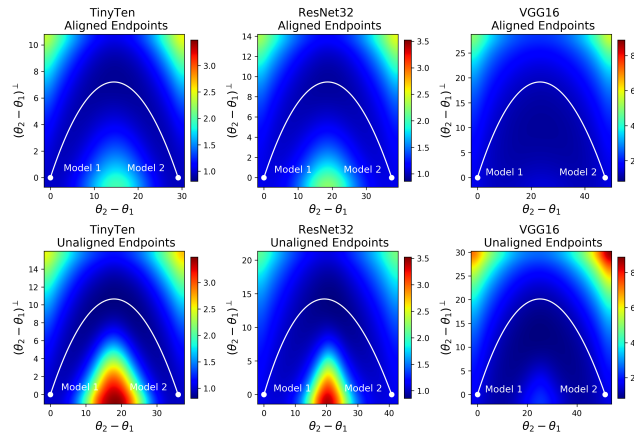 TinyTen
Aligned Endpoints
ResNet32
Aligned Endpoints
VGG16
Aligned Endpoints
10
8
6
4
2
0
0
10
20
30
(θ₂ − θ₁)⊥
θ₂ − θ₁
Model 1
Model 2
3.0
2.5
2.0
1.5
1.0
14
12
10
8
6
4
2
0
0
10
20
30
(θ₂ − θ₁)⊥
θ₂ − θ₁
Model 1
Model 2
3.5
3.0
2.5
2.0
1.5
1.0
25
20
15
10
5
0
0
20
40
(θ₂ − θ₁)⊥
θ₂ − θ₁
Model 1
Model 2
8
6
4
2
TinyTen
Unaligned Endpoints
ResNet32
Unaligned Endpoints
VGG16
Unaligned Endpoints
14
12
10
8
6
4
2
0
0
10
20
30
(θ₂ − θ₁)⊥
θ₂ − θ₁
Model 1
Model 2
3.0
2.5
2.0
1.5
1.0
20
15
10
5
0
0
10
20
30
40
(θ₂ − θ₁)⊥
θ₂ − θ₁
Model 1
Model 2
3.5
3.0
2.5
2.0
1.5
1.0
30
25
20
15
10
5
0
0
20
40
(θ₂ − θ₁)⊥
θ₂ − θ₁
Model 1
Model 2
8
6
4
2